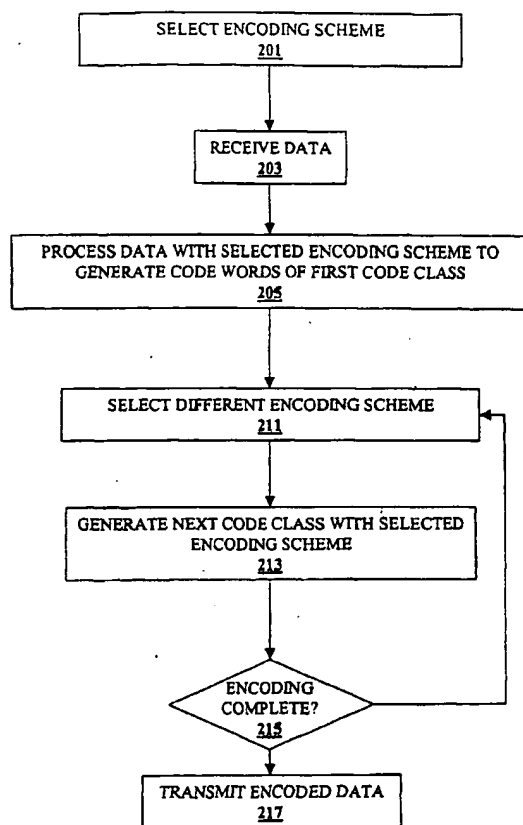 SELECT ENCODING SCHEME
201
RECEIVE DATA
203
PROCESS DATA WITH SELECTED ENCODING SCHEME TO
GENERATE CODE WORDS OF FIRST CODE CLASS
205
SELECT DIFFERENT ENCODING SCHEME
211
GENERATE NEXT CODE CLASS WITH SELECTED
ENCODING SCHEME
213
ENCODING
COMPLETE?
215
TRANSMIT ENCODED DATA
217